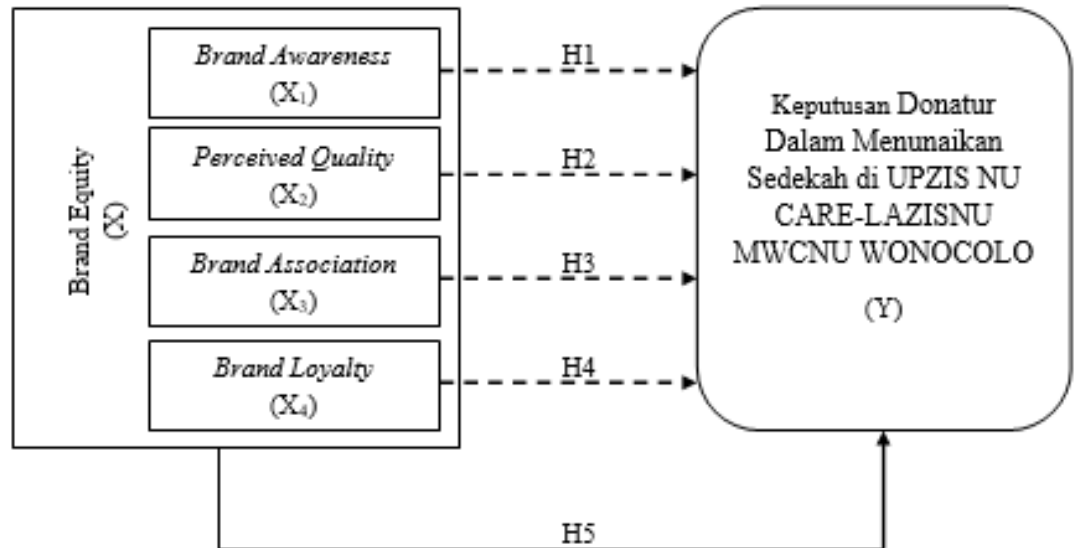 Brand Equity
(X)
Brand Awareness
(X₁)
Perceived Quality
(X₂)
Brand Association
(X₃)
Brand Loyalty
(X₄)
H1
H2
H3
H4
H5
Keputusan Donatur
Dalam Menunaikan
Sedekah di UPZIS NU
CARE-LAZISNU
MWCNU WONOCOLO
(Y)